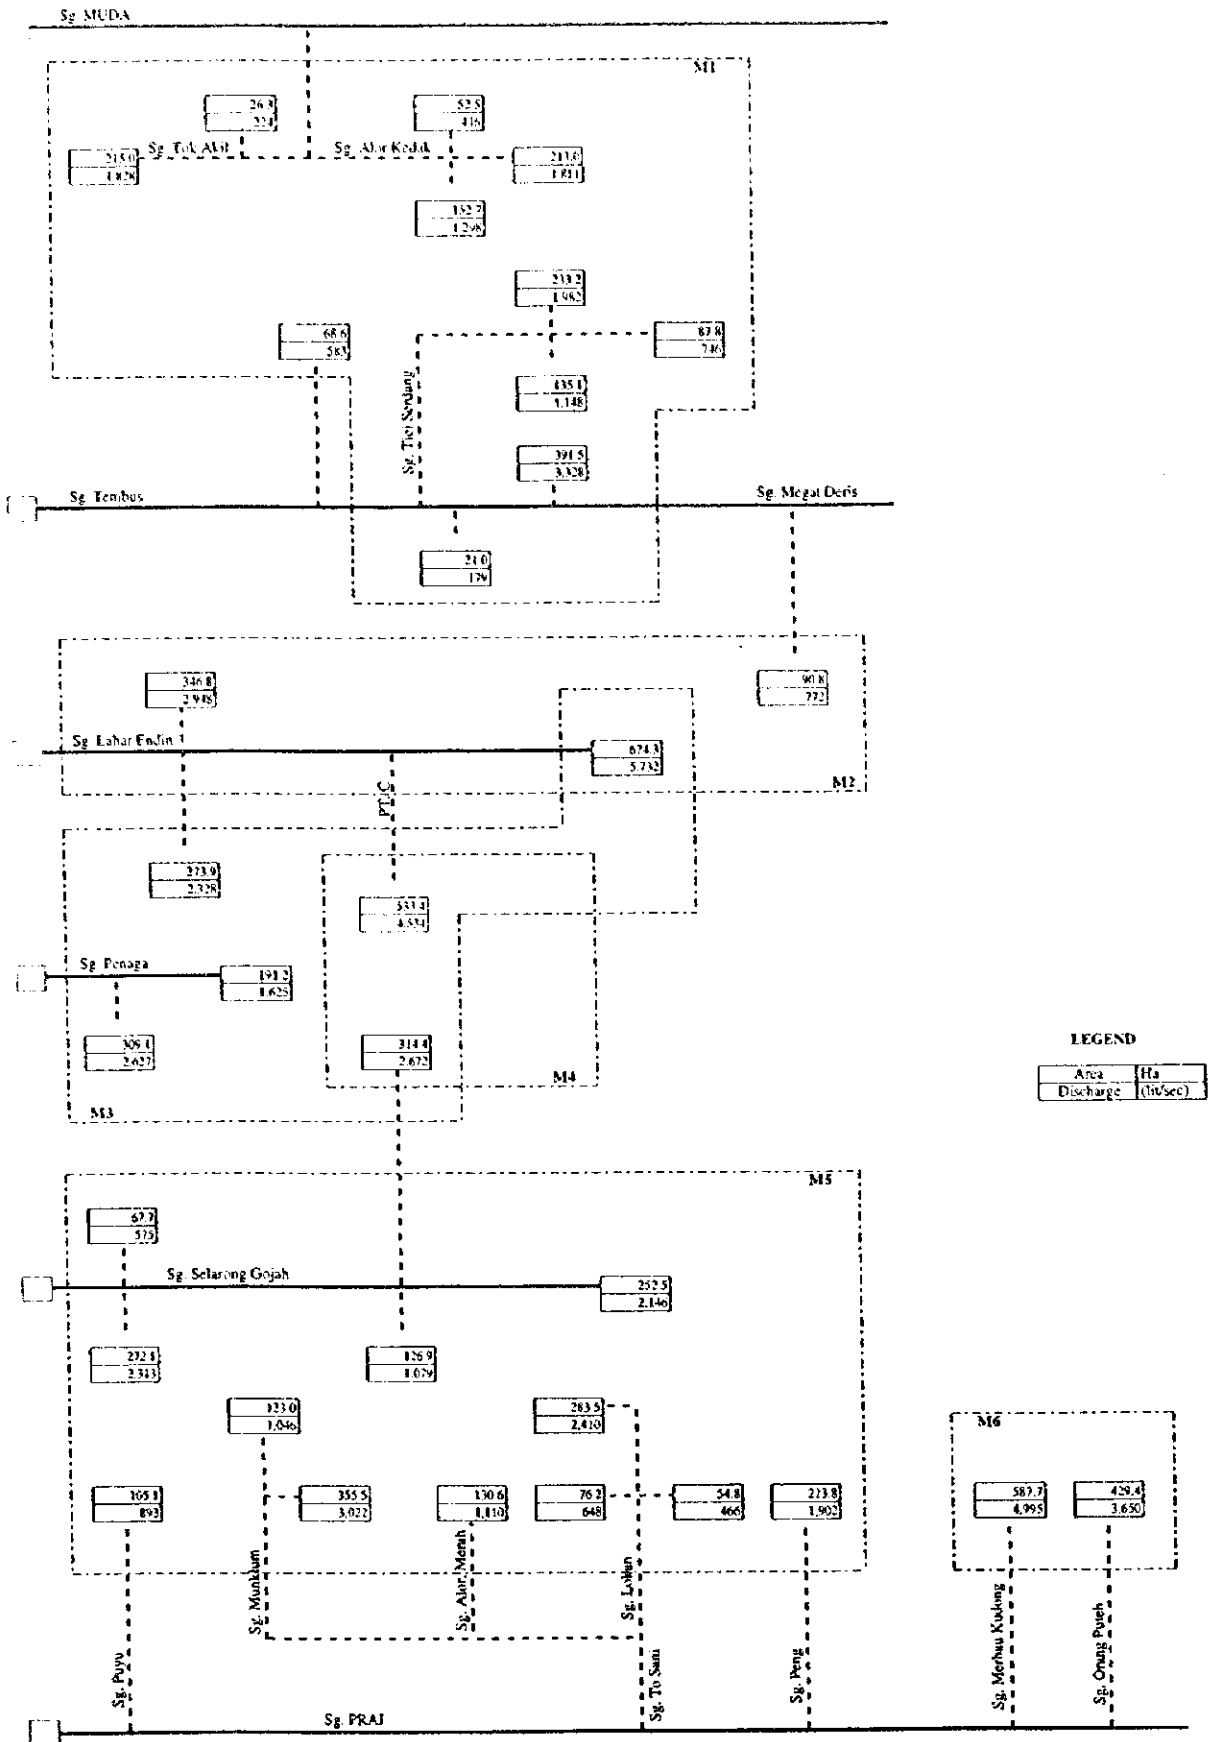 Sg. MUDA
M1
26.3
224
52.5
446
Sg. Tok Akil
Sg. Alor Kedak
215.0
1.828
213.0
1.811
152.7
1.298
233.2
1.982
68.6
583
87.8
746
135.1
1.148
Sg. Tiei Serdang
391.5
3,328
Sg. Tembus
Sg. Megat Deris
21.0
179
346.8
2.948
90.8
772
Sg. Lahar Endin
674.3
5.732
M2
PT.IC
273.9
2.328
533.4
4.534
Sg. Penaga
191.2
1.625
309.1
2.627
314.4
2.672
M4
M3
LEGEND
Area Ha
Discharge (lit/sec)
M5
67.7
575
Sg. Selarong Gojah
252.5
2,146
272.1
2.313
126.9
1.079
123.0
1,046
283.5
2,410
M6
105.1
893
355.5
3,022
130.6
1,110
76.2
648
54.8
466
223.8
1,902
587.7
4,995
429.4
3.650
Sg. Puyu
Sg. Munklum
Sg. Alor. Merah
Sg. Lokan
Sg. To Sani
Sg. Peng
Sg. Merbau Kudong
Sg. Orang Puteh
Sg. PRAI